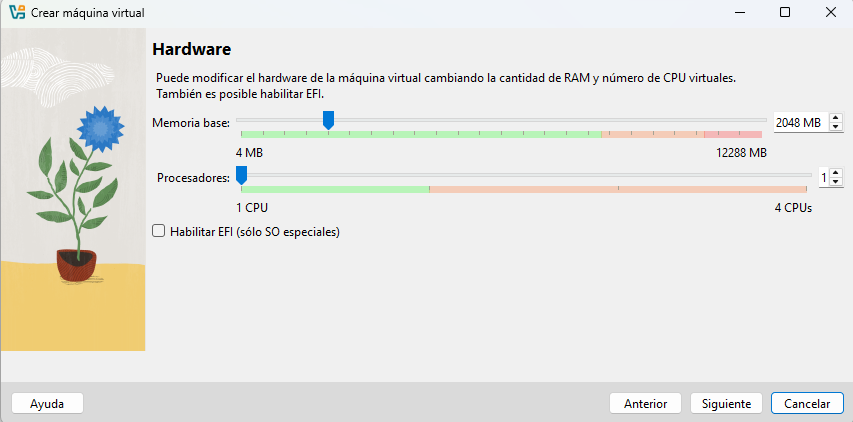 Crear máquina virtual
Hardware
Puede modificar el hardware de la máquina virtual cambiando la cantidad de RAM y número de CPU virtuales.
También es posible habilitar EFI.
Memoria base:
2048 MB
4 MB
12288 MB
Procesadores:
1
1 CPU
4 CPUs
Habilitar EFI (sólo SO especiales)
Ayuda
Anterior
Siguiente
Cancelar